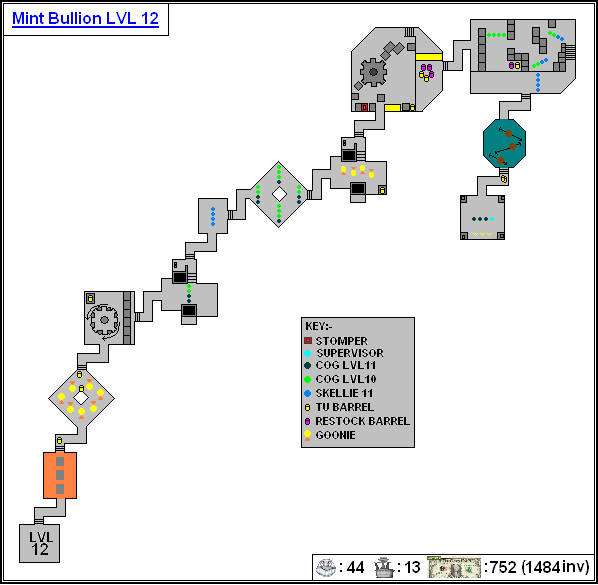 Mint Bullion LVL 12
KEY:-
STOMPER
SUPERVISOR
COG LVL11
COG LVL10
SKELLIE 11
TU BARREL
RESTOCK BARREL
GOONIE
LVL
12
: 44 : 13 :752 (1484inv)